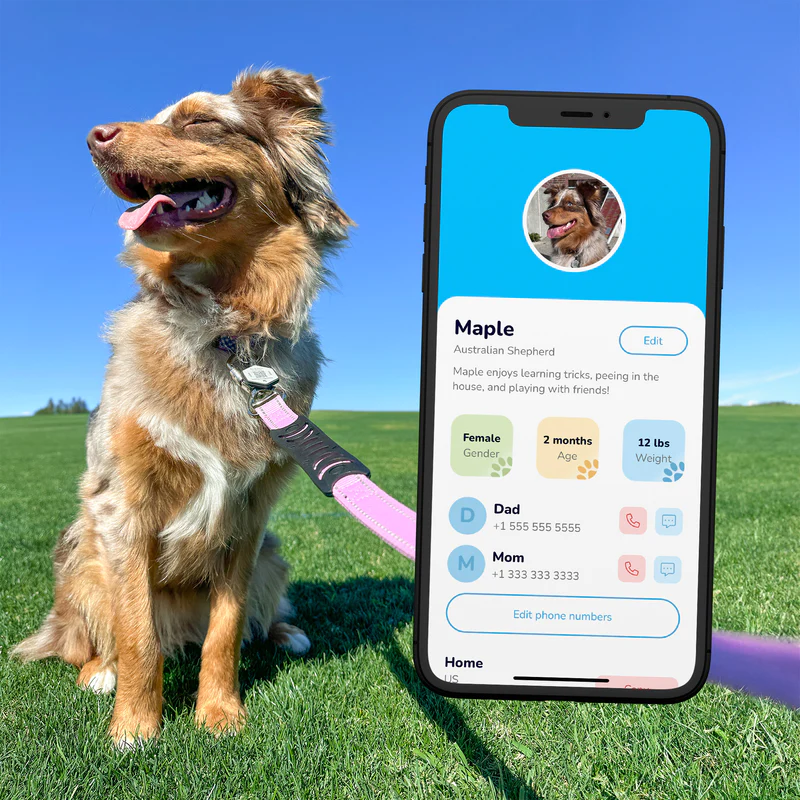 Maple
Edit
Australian Shepherd
Maple enjoys learning tricks, peeing in the
house, and playing with friends!
Female
Gender
2 months
Age
12 lbs
Weight
D
Dad
+1 555 555 5555
M
Mom
+1 333 333 3333
Edit phone numbers
Home
US